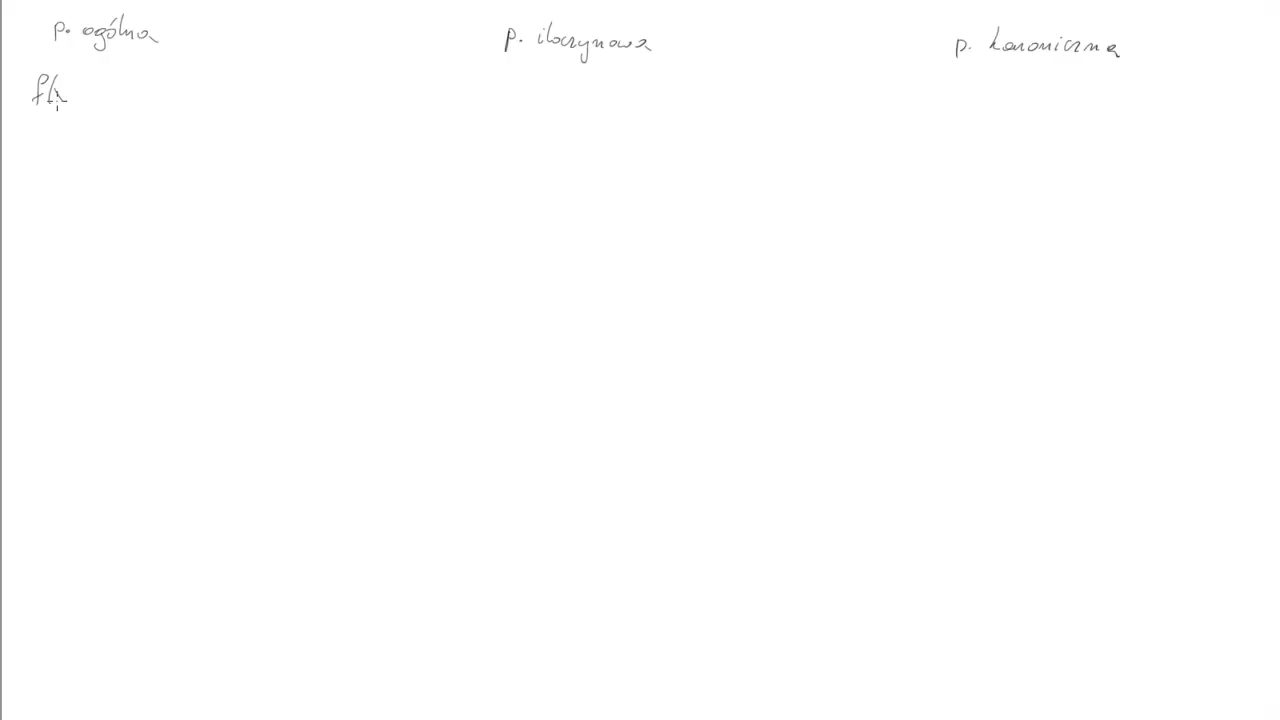 p. ogólna
p. iloczynowa
p. kanoniczna
f(x